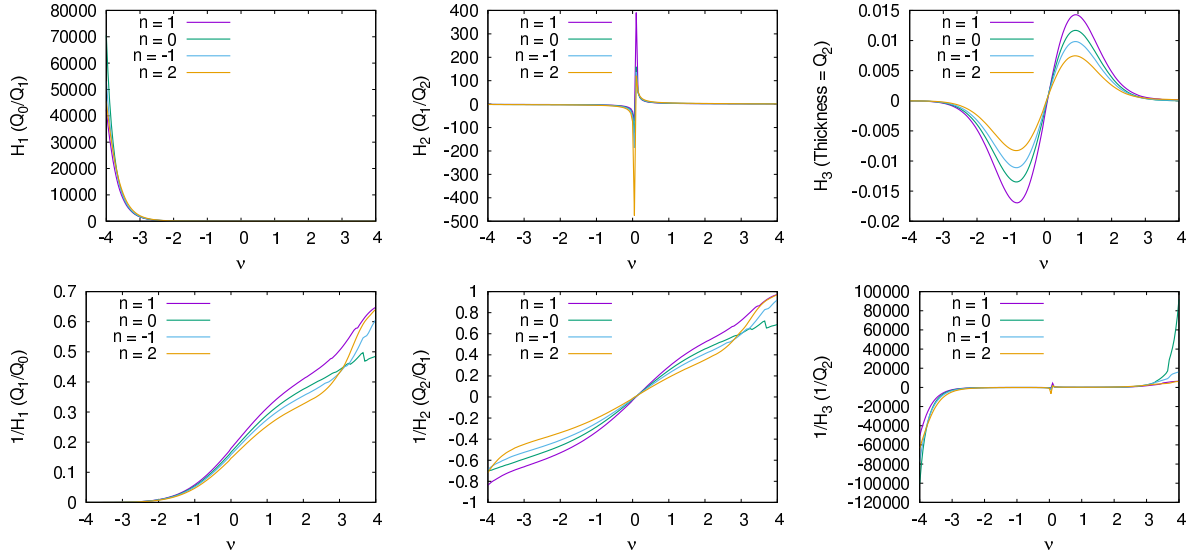 80000
70000
60000
50000
40000
30000
20000
10000
0
H1 (Q0/Q1)
n = 1
n = 0
n = -1
n = 2
-4 -3 -2 -1 0 1 2 3 4
ν
400
300
200
100
0
-100
-200
-300
-400
-500
H2 (Q1/Q2)
n = 1
n = 0
n = -1
n = 2
-4 -3 -2 -1 0 1 2 3 4
ν
0.015
0.01
0.005
0
-0.005
-0.01
-0.015
-0.02
H3 (Thickness = Q2)
n = 1
n = 0
n = -1
n = 2
-4 -3 -2 -1 0 1 2 3 4
ν
0.7
0.6
0.5
0.4
0.3
0.2
0.1
0
1/H1 (Q1/Q0)
n = 1
n = 0
n = -1
n = 2
-4 -3 -2 -1 0 1 2 3 4
ν
1
0.8
0.6
0.4
0.2
0
-0.2
-0.4
-0.6
-0.8
-1
1/H2 (Q2/Q1)
n = 1
n = 0
n = -1
n = 2
-4 -3 -2 -1 0 1 2 3 4
ν
100000
80000
60000
40000
20000
0
-20000
-40000
-60000
-80000
-100000
-120000
1/H3 (1/Q2)
n = 1
n = 0
n = -1
n = 2
-4 -3 -2 -1 0 1 2 3 4
ν